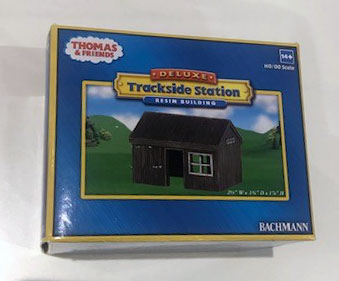 THOMAS
& FRIENDS
14+
HO/OO Scale
DELUXE
Trackside Station
RESIN BUILDING
BACHMANN